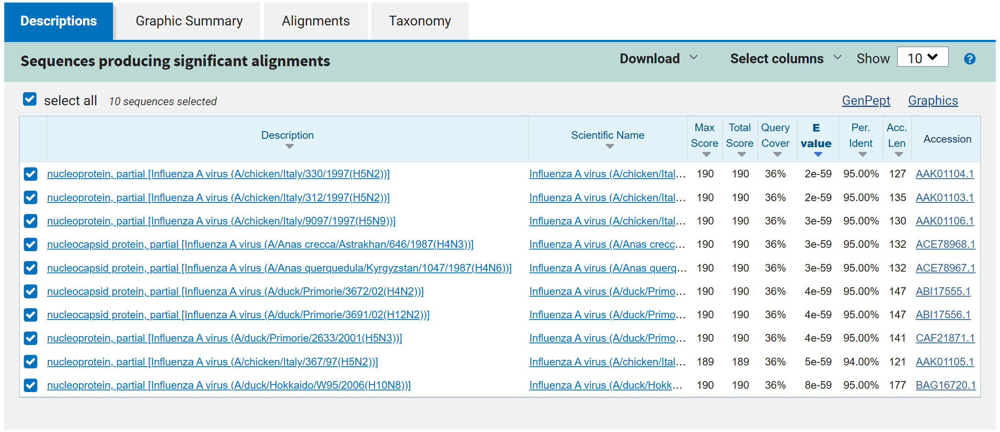 Descriptions Graphic Summary Alignments Taxonomy
Sequences producing significant alignments Download Select columns Show 10 ?
select all 10 sequences selected GenPept Graphics
Description Scientific Name Max Score Total Score Query Cover E value Per. Ident Acc. Len Accession
nucleoprotein, partial [Influenza A virus (A/chicken/Italy/330/1997(H5N2))] Influenza A virus (A/chicken/Ital... 190 190 36% 2e-59 95.00% 127 AAK01104.1
nucleoprotein, partial [Influenza A virus (A/chicken/Italy/312/1997(H5N2))] Influenza A virus (A/chicken/Ital... 190 190 36% 2e-59 95.00% 135 AAK01103.1
nucleoprotein, partial [Influenza A virus (A/chicken/Italy/9097/1997(H5N9))] Influenza A virus (A/chicken/Ital... 190 190 36% 3e-59 95.00% 130 AAK01106.1
nucleocapsid protein, partial [Influenza A virus (A/Anas crecca/Astrakhan/646/1987(H4N3))] Influenza A virus (A/Anas crecc... 190 190 36% 3e-59 95.00% 132 ACE78968.1
nucleocapsid protein, partial [Influenza A virus (A/Anas querquedula/Kyrgyzstan/1047/1987(H4N6))] Influenza A virus (A/Anas querq... 190 190 36% 3e-59 95.00% 132 ACE78967.1
nucleocapsid protein, partial [Influenza A virus (A/duck/Primorie/3672/02(H4N2))] Influenza A virus (A/duck/Primo... 190 190 36% 4e-59 95.00% 147 ABI17555.1
nucleocapsid protein, partial [Influenza A virus (A/duck/Primorie/3691/02(H12N2))] Influenza A virus (A/duck/Primo... 190 190 36% 4e-59 95.00% 147 ABI17556.1
nucleoprotein, partial [Influenza A virus (A/duck/Primorie/2633/2001(H5N3))] Influenza A virus (A/duck/Primo... 190 190 36% 4e-59 95.00% 141 CAF21871.1
nucleoprotein, partial [Influenza A virus (A/chicken/Italy/367/97(H5N2))] Influenza A virus (A/chicken/Ital... 189 189 36% 5e-59 94.00% 121 AAK01105.1
nucleoprotein, partial [Influenza A virus (A/duck/Hokkaido/W95/2006(H10N8))] Influenza A virus (A/duck/Hokk... 190 190 36% 8e-59 95.00% 177 BAG16720.1